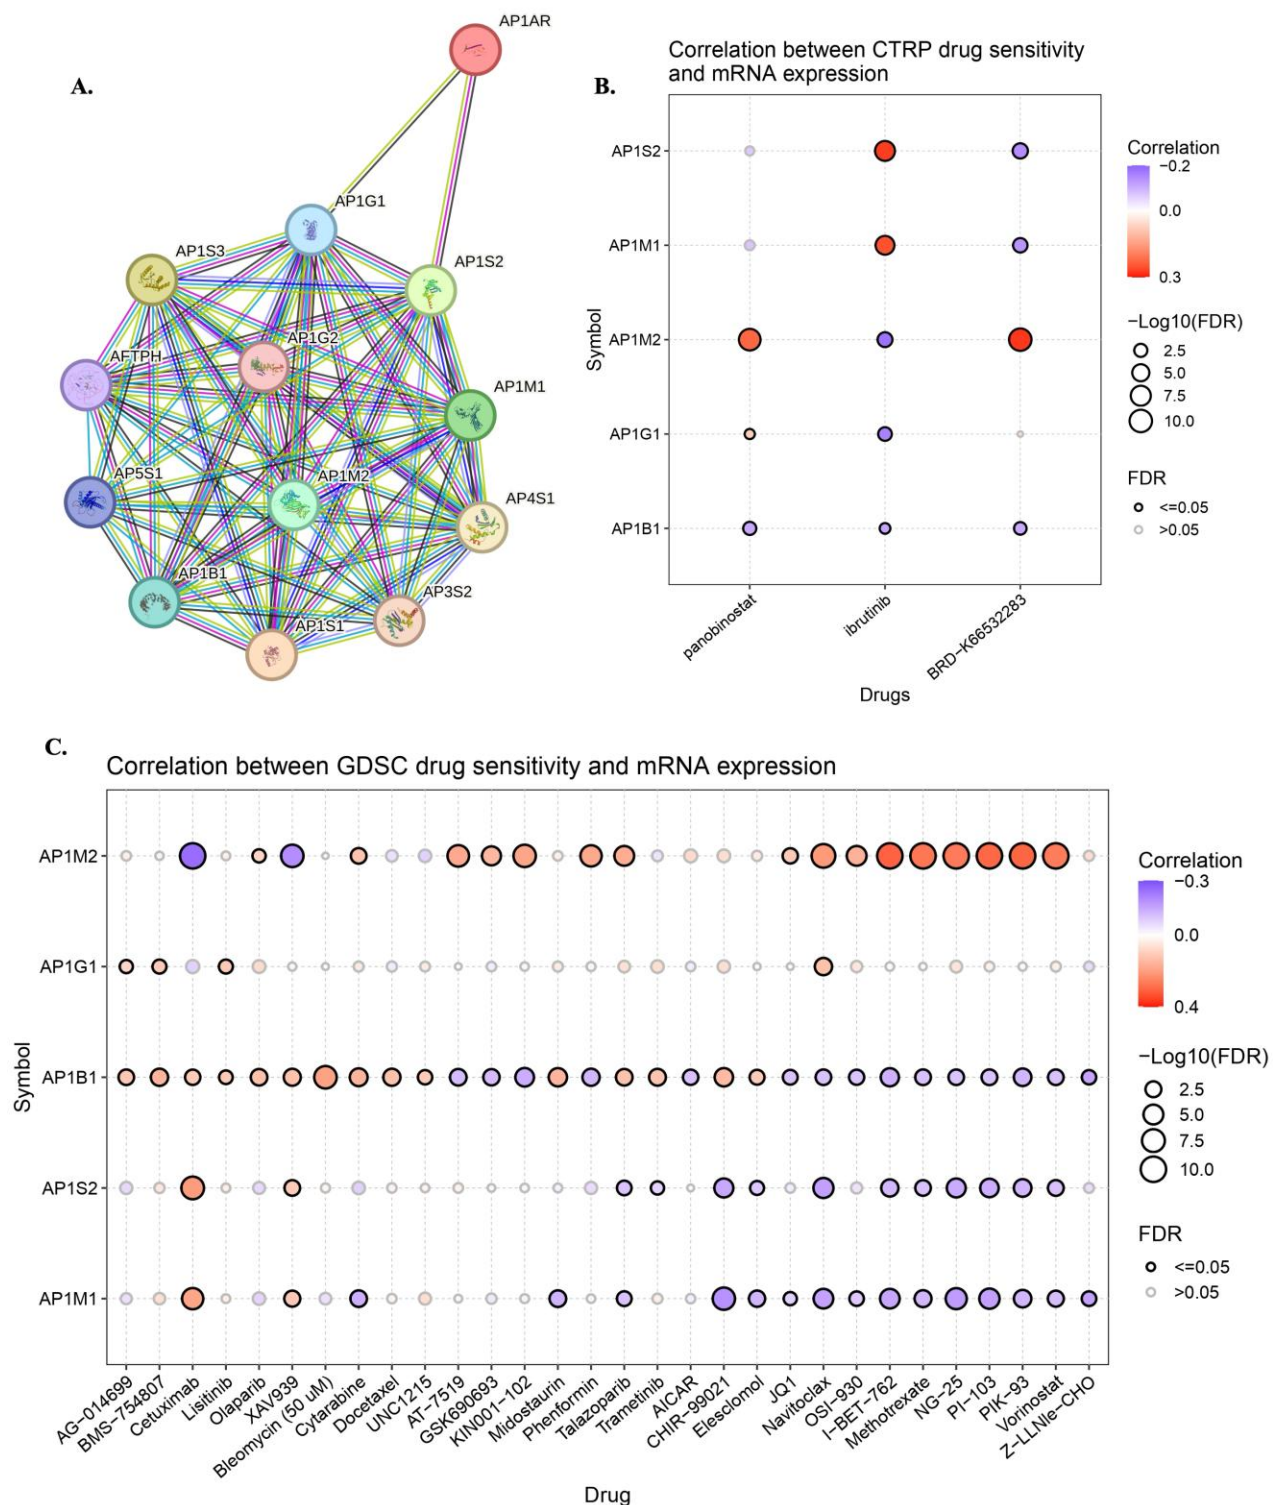 A.
AP1AR
AP1G1
AP1S3
AP1S2
AP1G2
AFTPH
AP1M1
AP5S1
AP1M2
AP4S1
AP1B1
AP3S2
AP1S1
B.
Correlation between CTRP drug sensitivity
and mRNA expression
AP1S2
AP1M1
AP1M2
AP1G1
AP1B1
Symbol
panobinostat
ibrutinib
BRD−K66532283
Drugs
Correlation
−0.2
0.0
0.3
−Log10(FDR)
2.5
5.0
7.5
10.0
FDR
<=0.05
>0.05
C.
Correlation between GDSC drug sensitivity and mRNA expression
AP1M2
AP1G1
AP1B1
AP1S2
AP1M1
Symbol
AG−014699
BMS−754807
Cetuximab
Lisitinib
Olaparib
XAV939
Bleomycin (50 uM)
Cytarabine
Docetaxel
UNC1215
AT−7519
GSK690693
KIN001−102
Midostaurin
Phenformin
Talazoparib
Trametinib
AICAR
CHIR−99021
Elesclomol
JQ1
Navitoclax
OSI−930
I−BET−762
Methotrexate
NG−25
PI−103
PIK−93
Vorinostat
Z−LLNle−CHO
Drug
Correlation
−0.3
0.0
0.4
−Log10(FDR)
2.5
5.0
7.5
10.0
FDR
<=0.05
>0.05